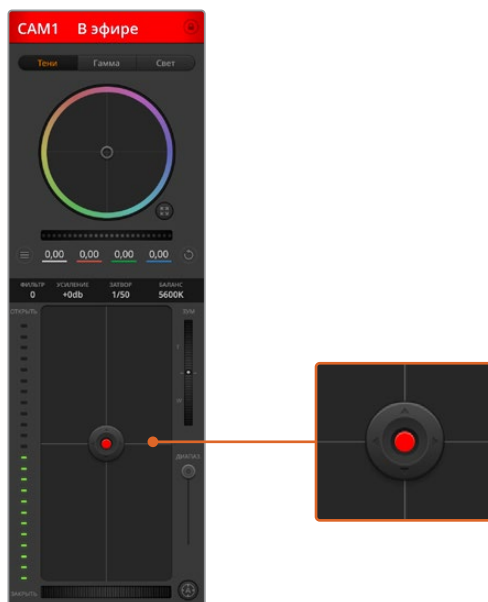 CAM1 В эфире
Тени Гамма Свет
0,00 0,00 0,00 0,00
ФИЛЬТР УСИЛЕНИЕ ЗАТВОР БАЛАНС
0 +0db 1/50 5600K
ОТКРЫТЬ ЗУМ
T
W
ДИАПАЗ
ЗАКРЫТЬ